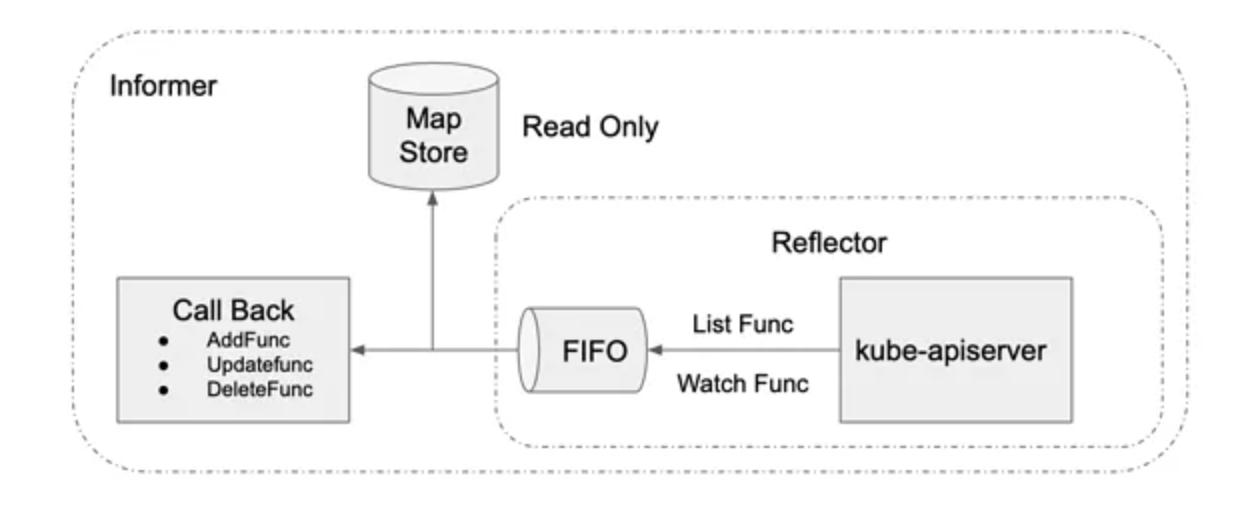 Informer
Map
Store
Read Only
Reflector
Call Back
● AddFunc
● Updatefunc
● DeleteFunc
FIFO
List Func
Watch Func
kube-apiserver